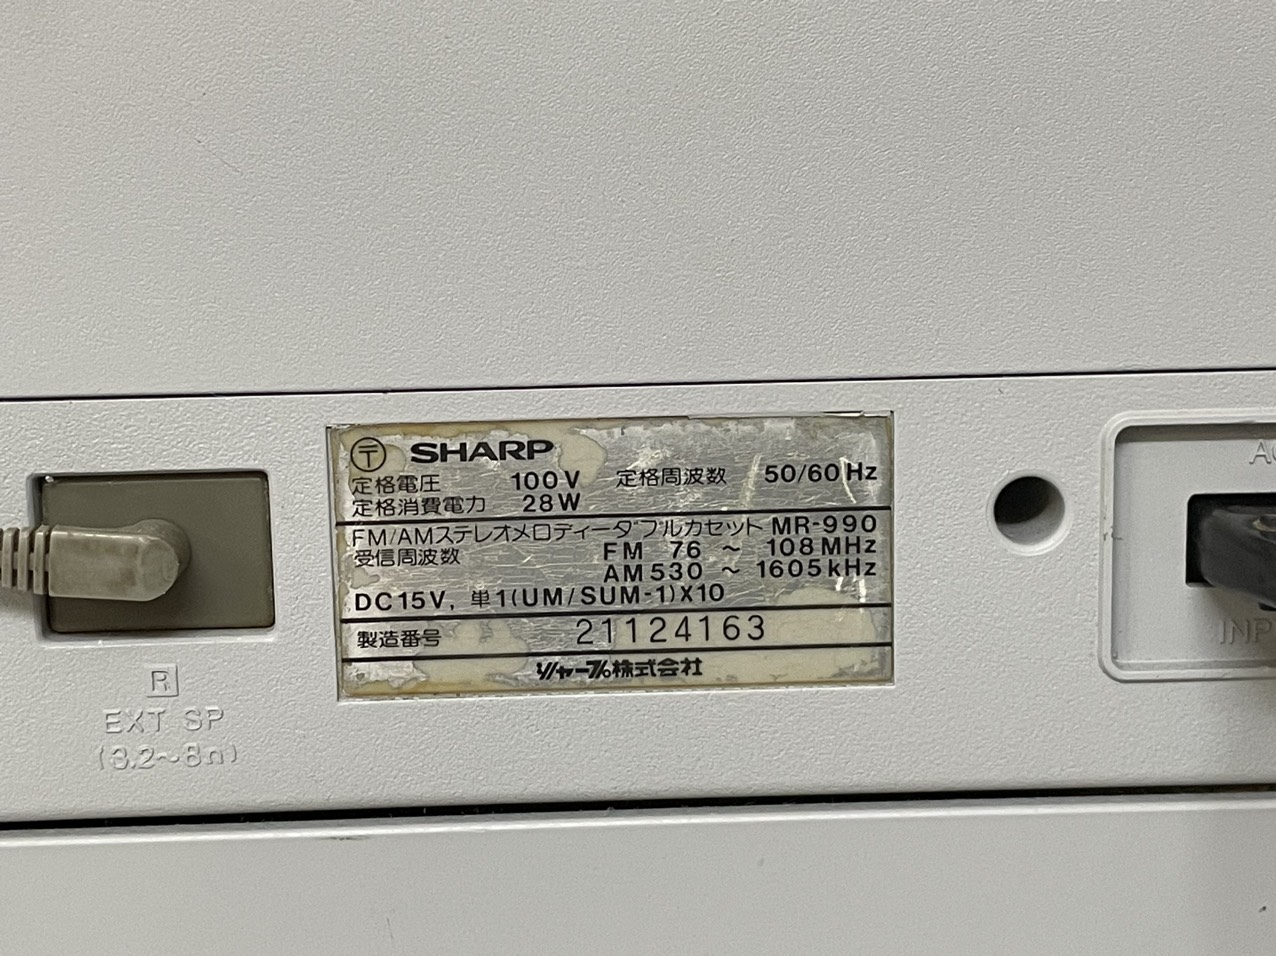 〒 SHARP
定格電圧 100V 定格周波数 50/60Hz
定格消費電力 28W
FM/AMステレオメロディーダブルカセット MR-990
受信周波数 FM 76 ～ 108MHz
AM530 ～ 1605kHz
DC15V, 単1(UM/SUM-1)X10
製造番号 21124163
シャープ株式会社
R
EXT SP
(3.2～8Ω)